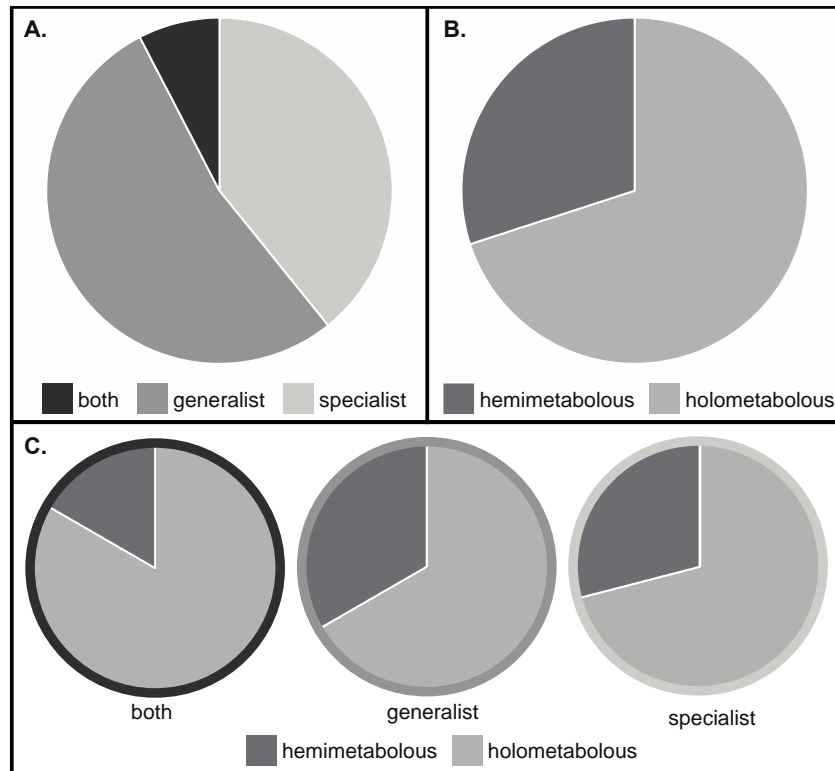 A.
both generalist specialist
B.
hemimetabolous holometabolous
C.
both generalist specialist
hemimetabolous holometabolous